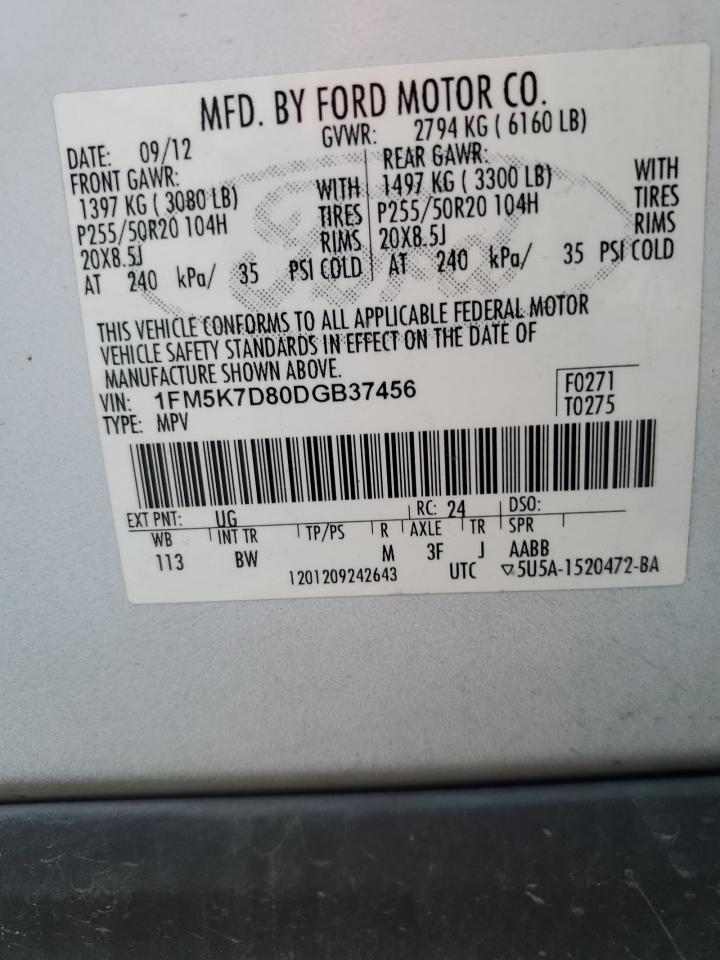 MFD. BY FORD MOTOR CO.
DATE: 09/12 GVWR: 2794 KG ( 6160 LB)
FRONT GAWR: REAR GAWR:
1397 KG ( 3080 LB) WITH 1497 KG ( 3300 LB) WITH
P255/50R20 104H TIRES P255/50R20 104H TIRES
20X8.5J RIMS 20X8.5J RIMS
AT 240 kPa/ 35 PSI COLD AT 240 kPa/ 35 PSI COLD
Ford
THIS VEHICLE CONFORMS TO ALL APPLICABLE FEDERAL MOTOR
VEHICLE SAFETY STANDARDS IN EFFECT ON THE DATE OF
MANUFACTURE SHOWN ABOVE.
VIN: 1FM5K7D80DGB37456 F0271
TYPE: MPV T0275
EXT PNT: UG RC: 24 DSO:
WB INT TR TP/PS R AXLE TR SPR
113 BW M 3F J AABB
1201209242643 UTC ▽5U5A-1520472-BA